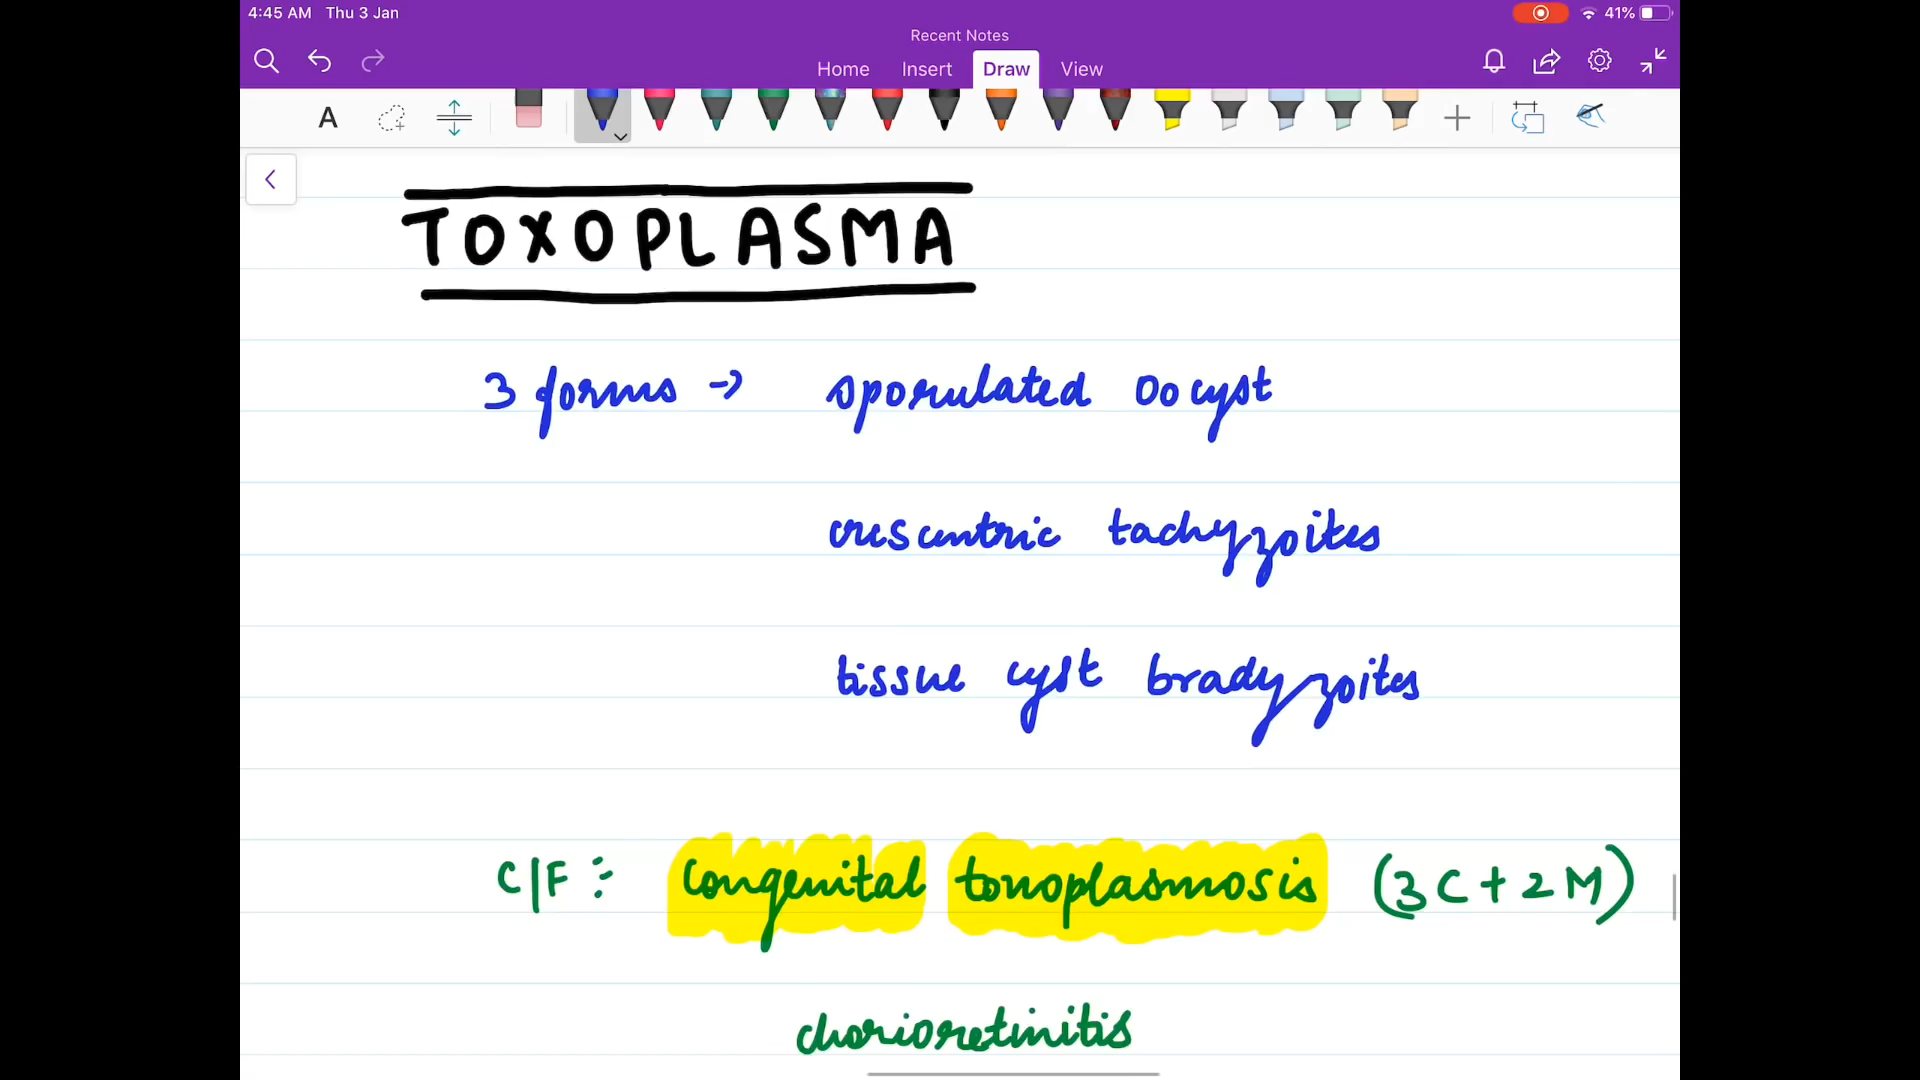 4:45 AM Thu 3 Jan
41%
Recent Notes
Home Insert Draw View
A
TOXOPLASMA
3 forms → sporulated Oocyst
crescentric tachyzoites
tissue cyst bradyzoites
C/F :- Congenital toxoplasmosis (3C + 2M)
chorioretinitis